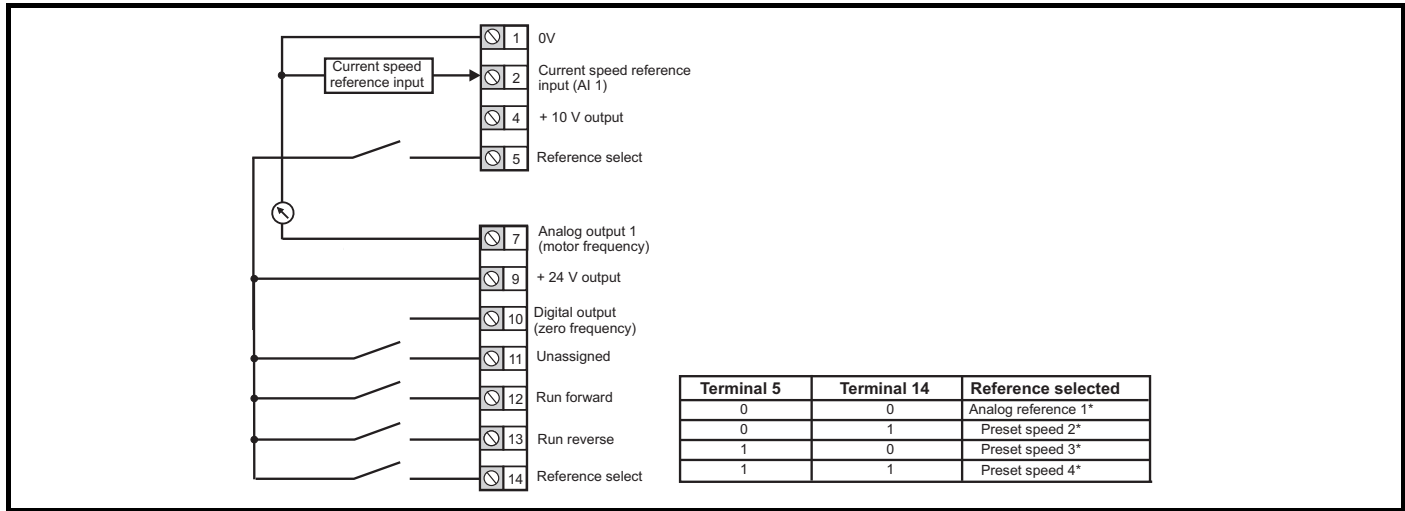 1 0V
Current speed
reference input
2 Current speed reference
input (AI 1)
4 + 10 V output
5 Reference select
7 Analog output 1
(motor frequency)
9 + 24 V output
10 Digital output
(zero frequency)
11 Unassigned
12 Run forward
13 Run reverse
14 Reference select
Terminal 5 Terminal 14 Reference selected
0 0 Analog reference 1*
0 1 Preset speed 2*
1 0 Preset speed 3*
1 1 Preset speed 4*